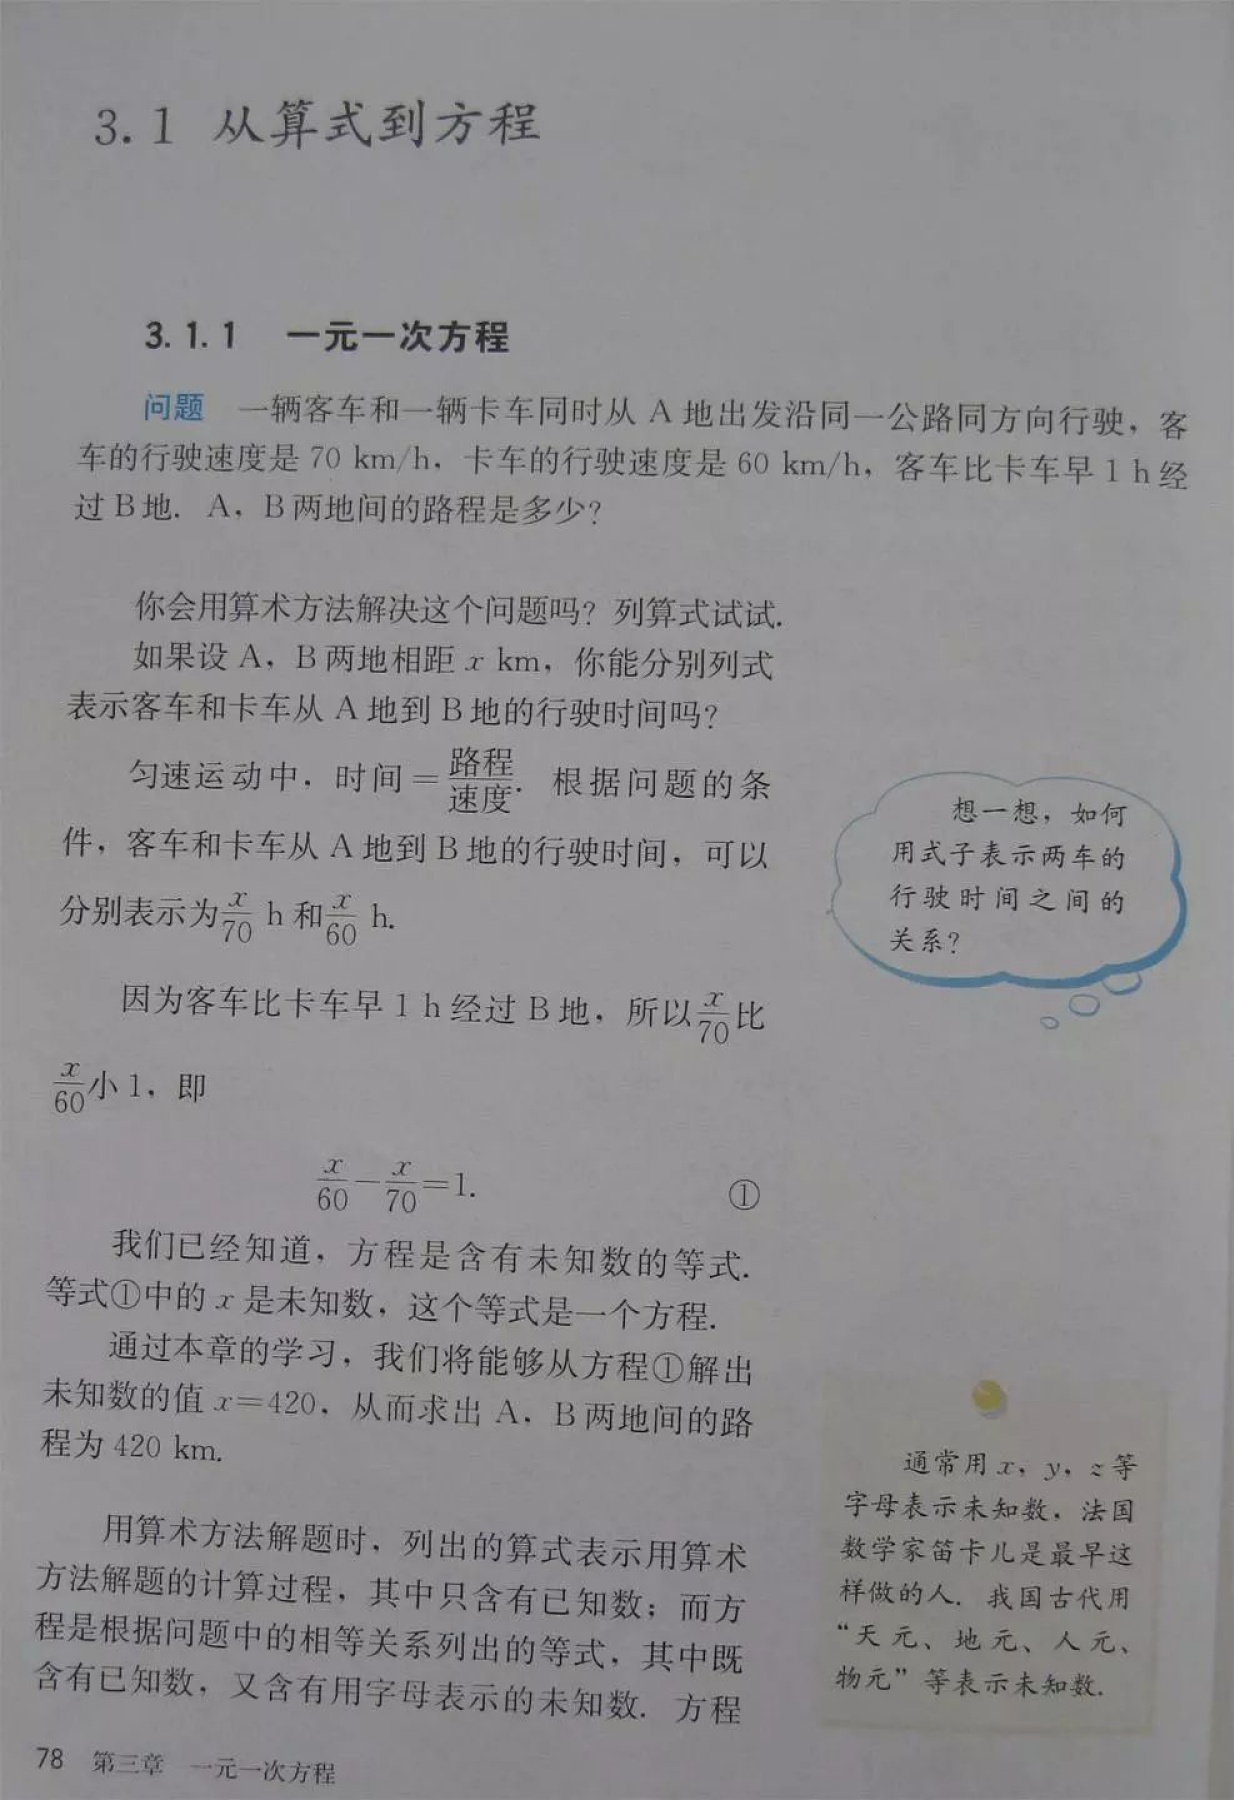 3.1 从算式到方程
3.1.1 一元一次方程
问题 一辆客车和一辆卡车同时从 A 地出发沿同一公路同方向行驶，客
车的行驶速度是 70 km/h，卡车的行驶速度是 60 km/h，客车比卡车早 1 h 经
过 B 地. A，B 两地间的路程是多少？
你会用算术方法解决这个问题吗？列算式试试.
如果设 A，B 两地相距 x km，你能分别列式
表示客车和卡车从 A 地到 B 地的行驶时间吗？
匀速运动中，时间＝路程/速度. 根据问题的条
件，客车和卡车从 A 地到 B 地的行驶时间，可以
分别表示为 x/70 h 和 x/60 h.
因为客车比卡车早 1 h 经过 B 地，所以 x/70 比
x/60 小 1，即
x/60－x/70＝1. ①
我们已经知道，方程是含有未知数的等式.
等式①中的 x 是未知数，这个等式是一个方程.
通过本章的学习，我们将能够从方程①解出
未知数的值 x＝420，从而求出 A，B 两地间的路
程为 420 km.
用算术方法解题时，列出的算式表示用算术
方法解题的计算过程，其中只含有已知数；而方
程是根据问题中的相等关系列出的等式，其中既
含有已知数，又含有用字母表示的未知数. 方程
想一想，如何
用式子表示两车的
行驶时间之间的
关系？
通常用 x，y，z 等
字母表示未知数，法国
数学家笛卡儿是最早这
样做的人. 我国古代用
“天元、地元、人元、
物元”等表示未知数.
78 第三章 一元一次方程